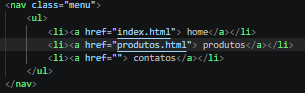 <nav class="menu">
<ul>
<li><a href="index.html"> home</a></li>
<li><a href="produtos.html"> produtos</a></li>
<li><a href=""> contatos</a></li>
</ul>
</nav>